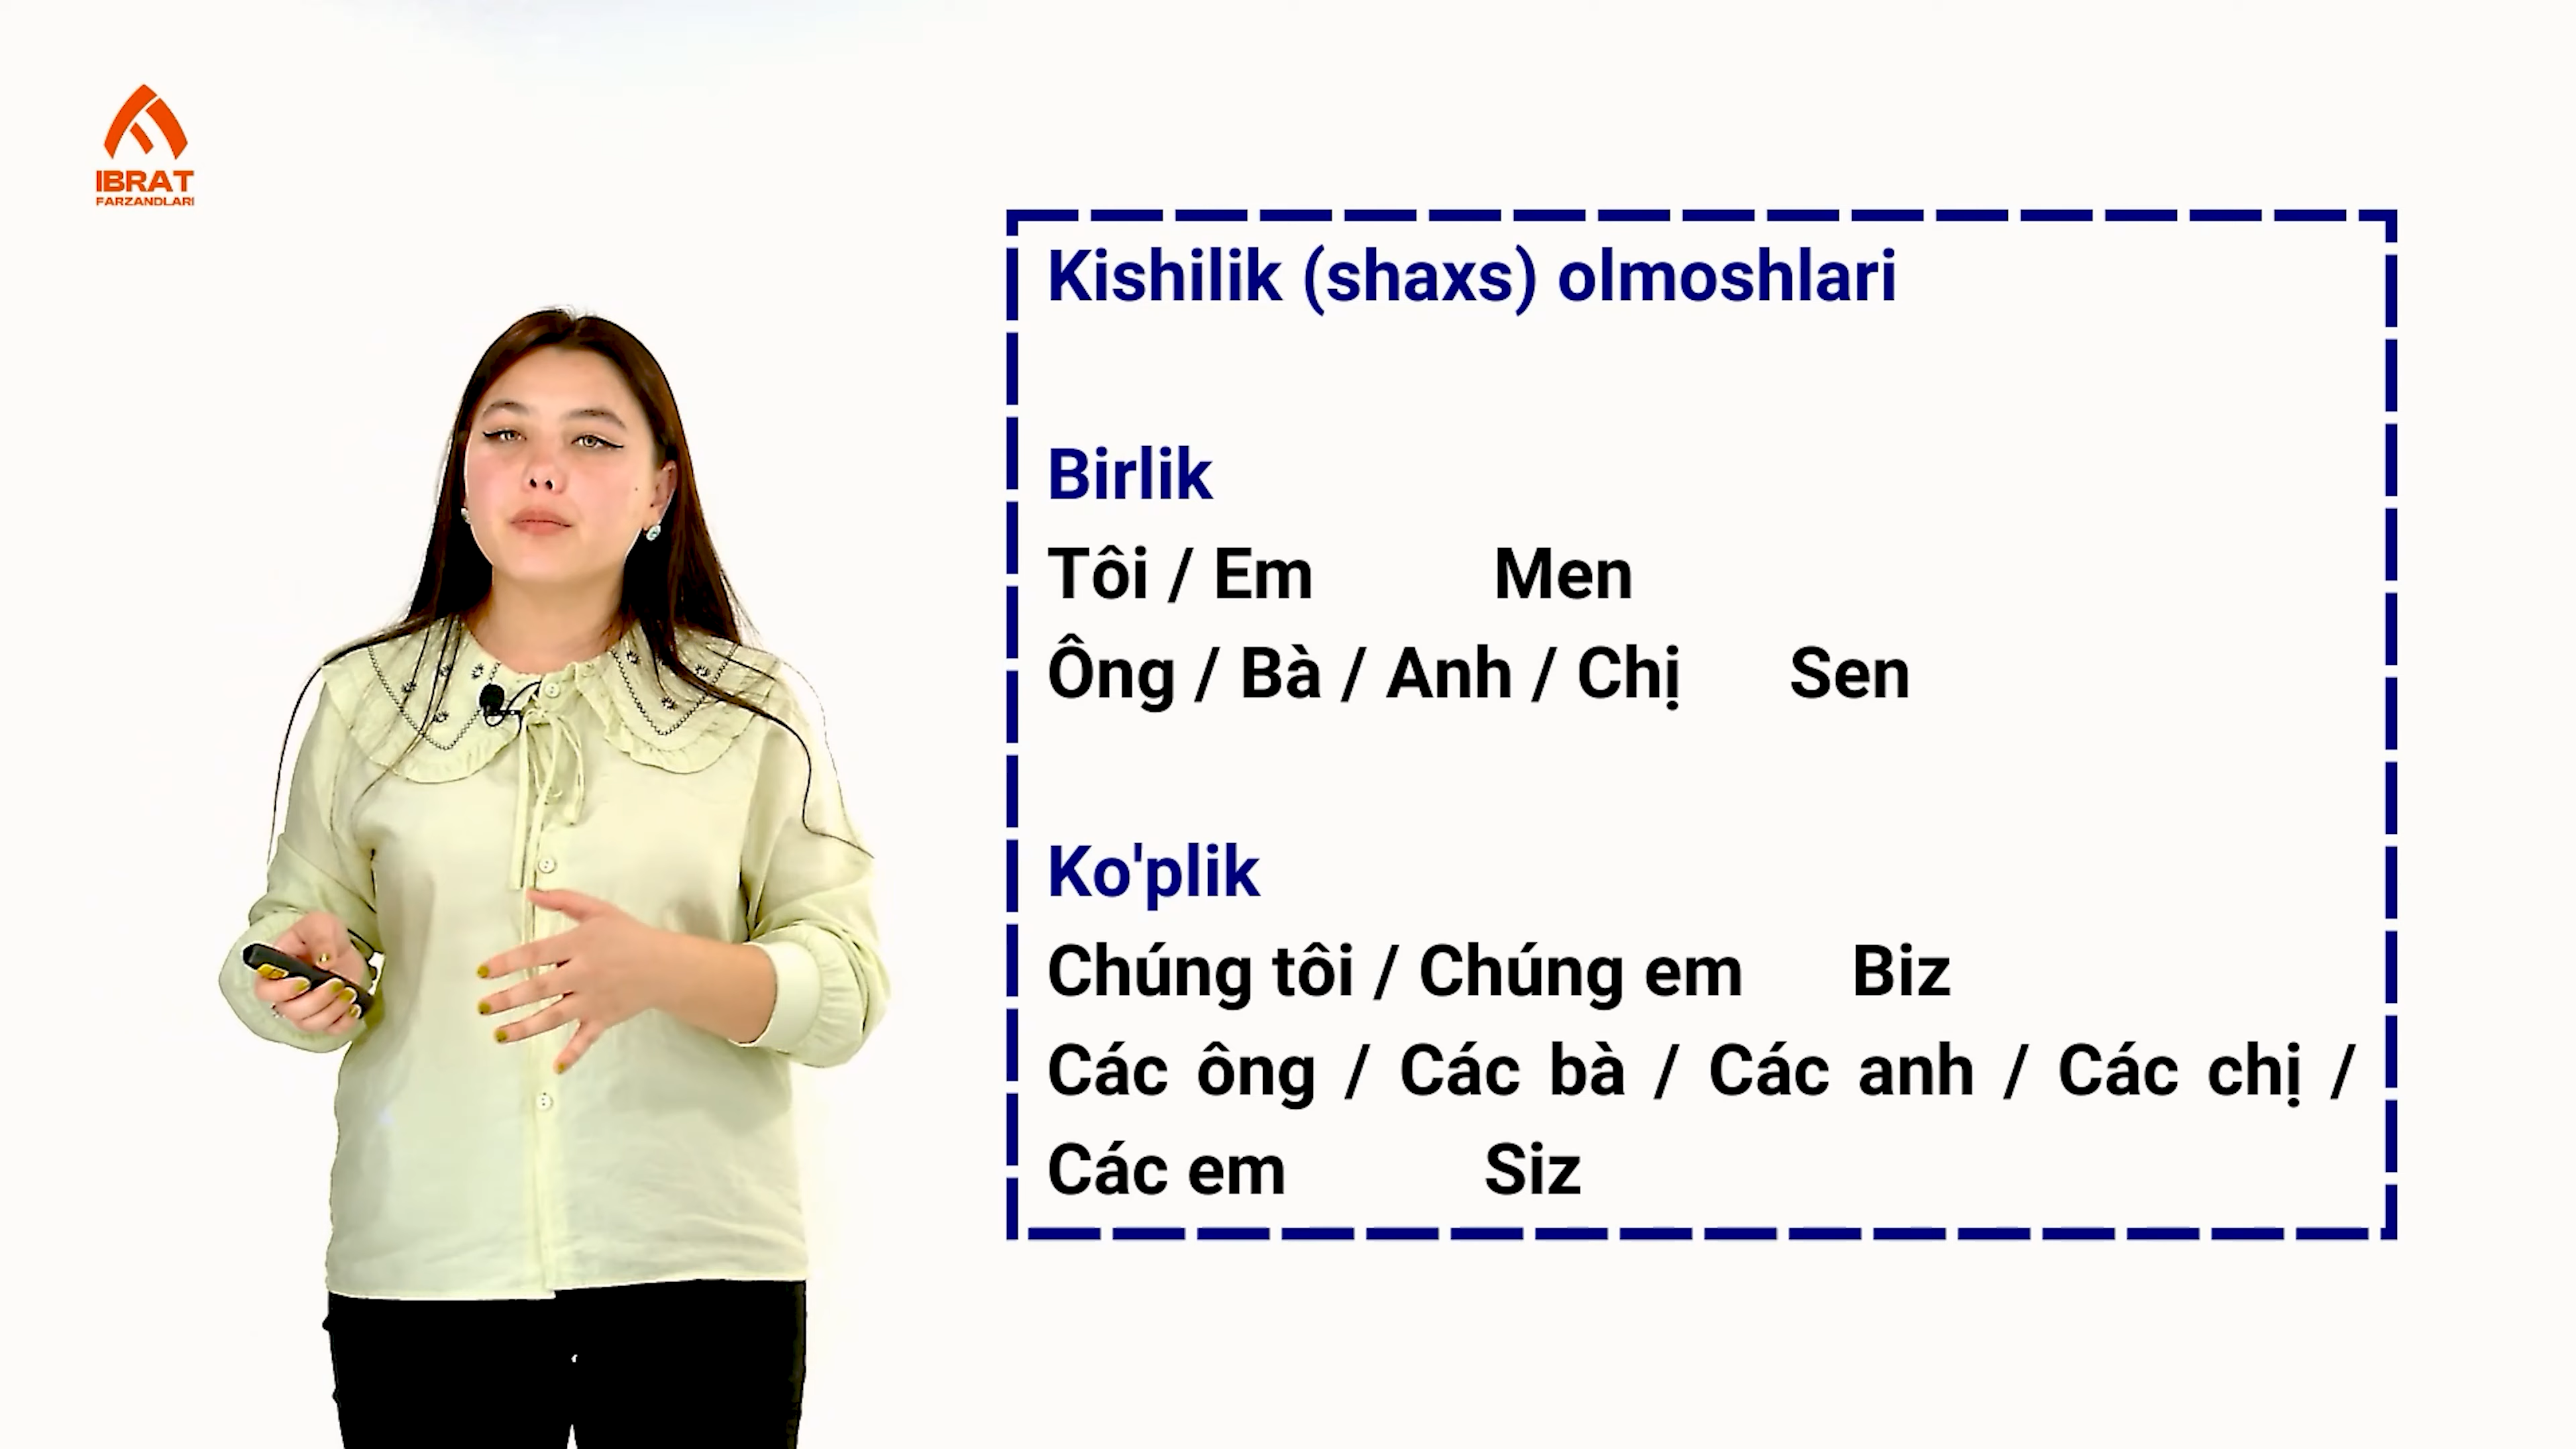 IBRAT
FARZANDLARI
Kishilik (shaxs) olmoshlari
Birlik
Tôi / Em Men
Ông / Bà / Anh / Chị Sen
Ko'plik
Chúng tôi / Chúng em Biz
Các ông / Các bà / Các anh / Các chị /
Các em Siz